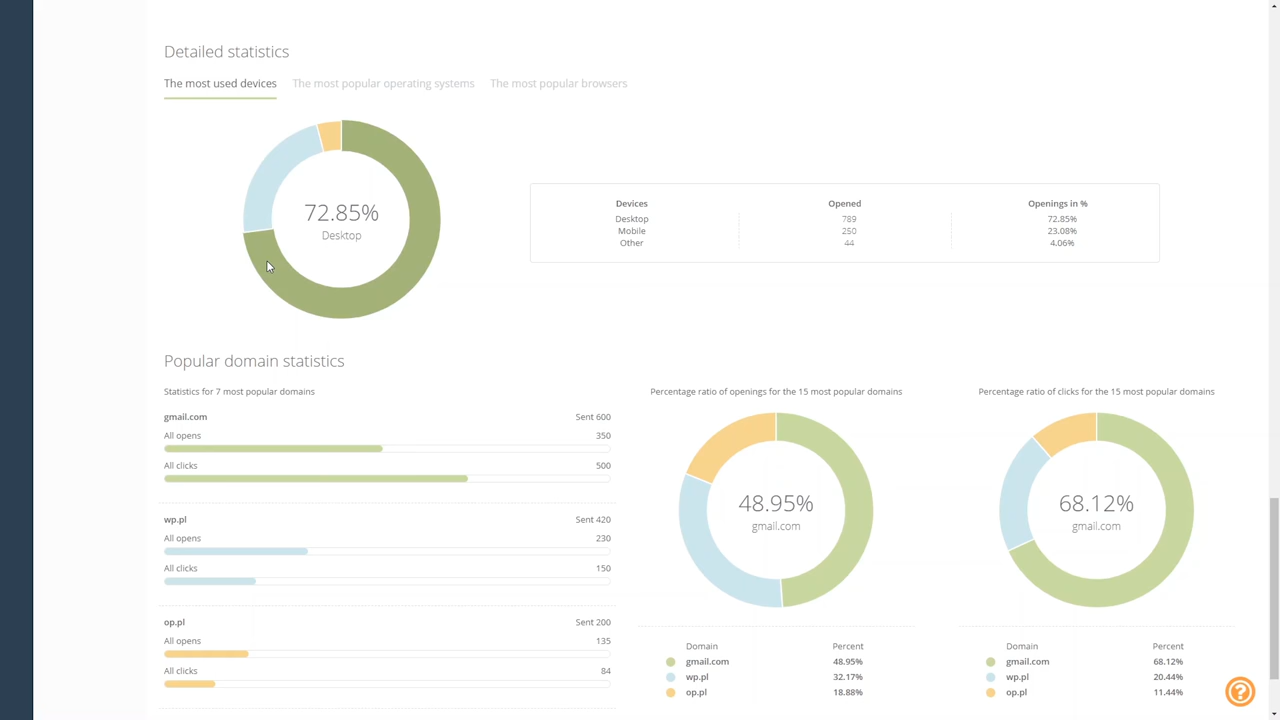 Detailed statistics
The most used devices The most popular operating systems The most popular browsers
72.85%
Desktop
Devices Opened Openings in %
Desktop 789 72.85%
Mobile 250 23.08%
Other 44 4.06%
Popular domain statistics
Statistics for 7 most popular domains
gmail.com Sent 600
All opens 350
All clicks 500
wp.pl Sent 420
All opens 230
All clicks 150
op.pl Sent 200
All opens 135
All clicks 84
Percentage ratio of openings for the 15 most popular domains
48.95%
gmail.com
Domain Percent
gmail.com 48.95%
wp.pl 32.17%
op.pl 18.88%
Percentage ratio of clicks for the 15 most popular domains
68.12%
gmail.com
Domain Percent
gmail.com 68.12%
wp.pl 20.44%
op.pl 11.44%
?